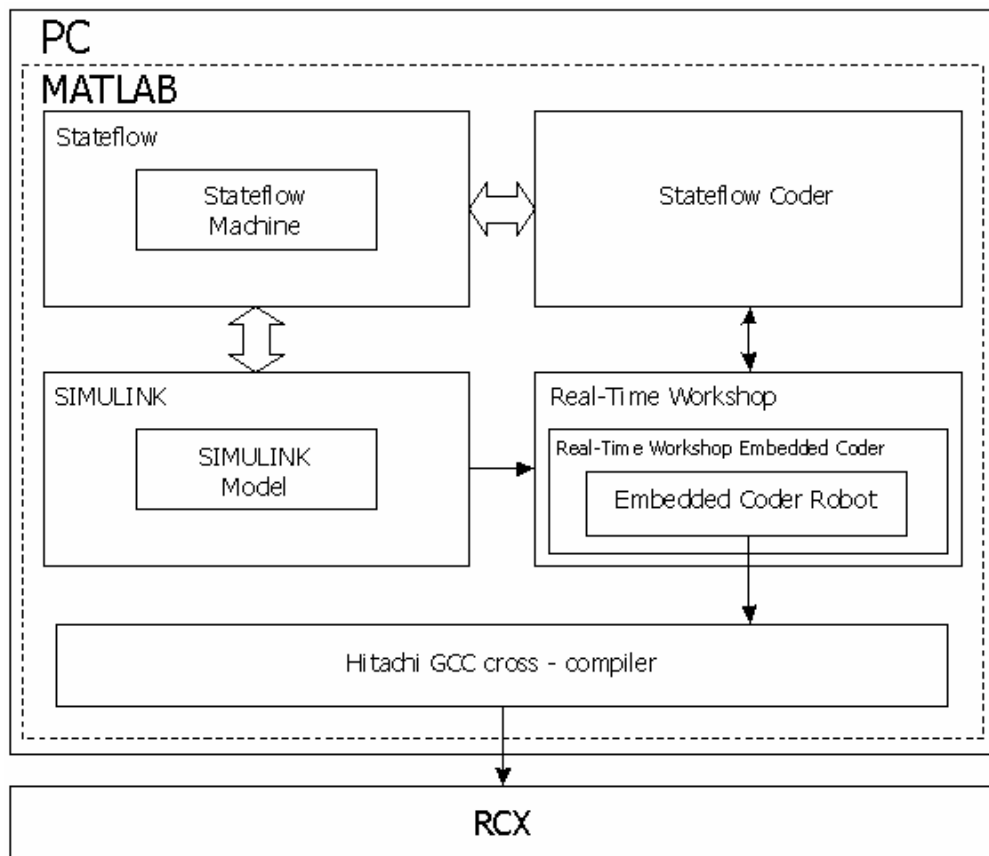 PC
MATLAB
Stateflow
Stateflow
Machine
Stateflow Coder
SIMULINK
SIMULINK
Model
Real-Time Workshop
Real-Time Workshop Embedded Coder
Embedded Coder Robot
Hitachi GCC cross - compiler
RCX